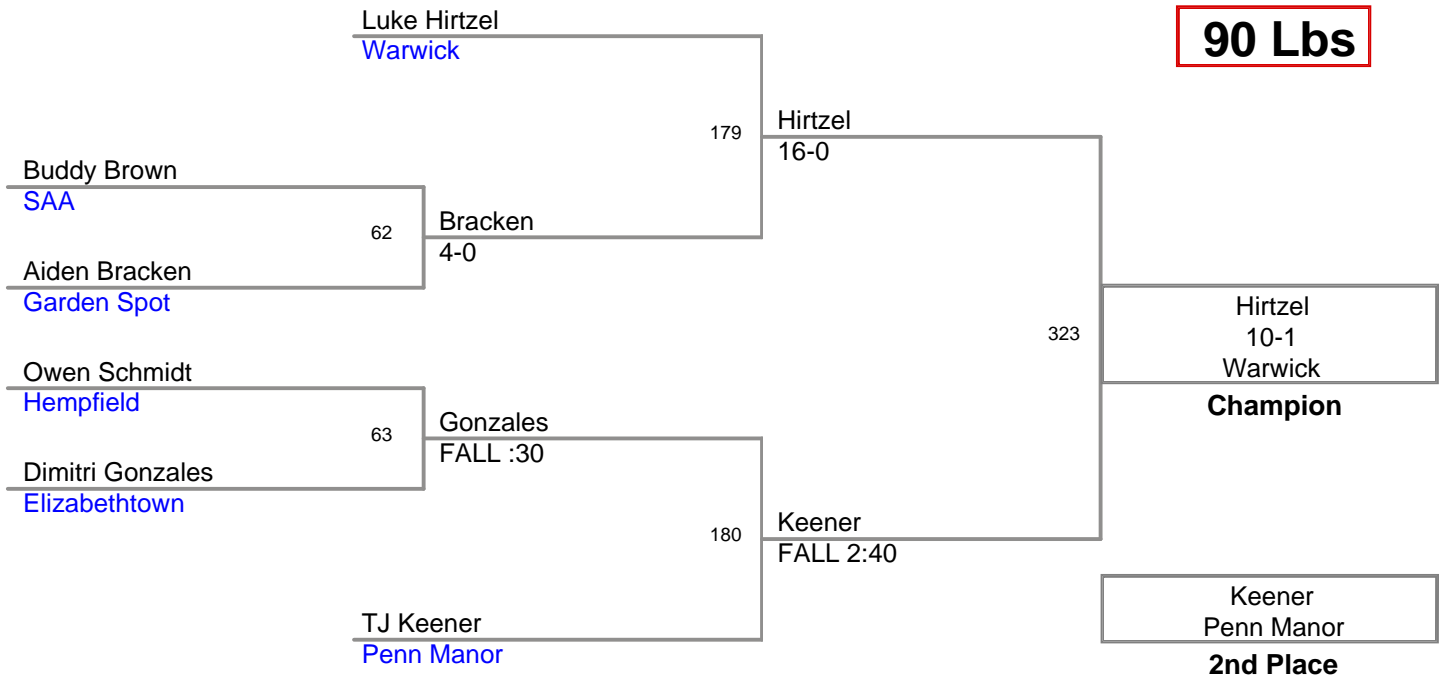 Luke Hirtzel
Warwick
90 Lbs
179
Hirtzel
16-0
Buddy Brown
SAA
62
Bracken
4-0
Aiden Bracken
Garden Spot
323
Hirtzel
10-1
Warwick
Champion
Owen Schmidt
Hempfield
63
Gonzales
FALL :30
Dimitri Gonzales
Elizabethtown
180
Keener
FALL 2:40
TJ Keener
Penn Manor
Keener
Penn Manor
2nd Place